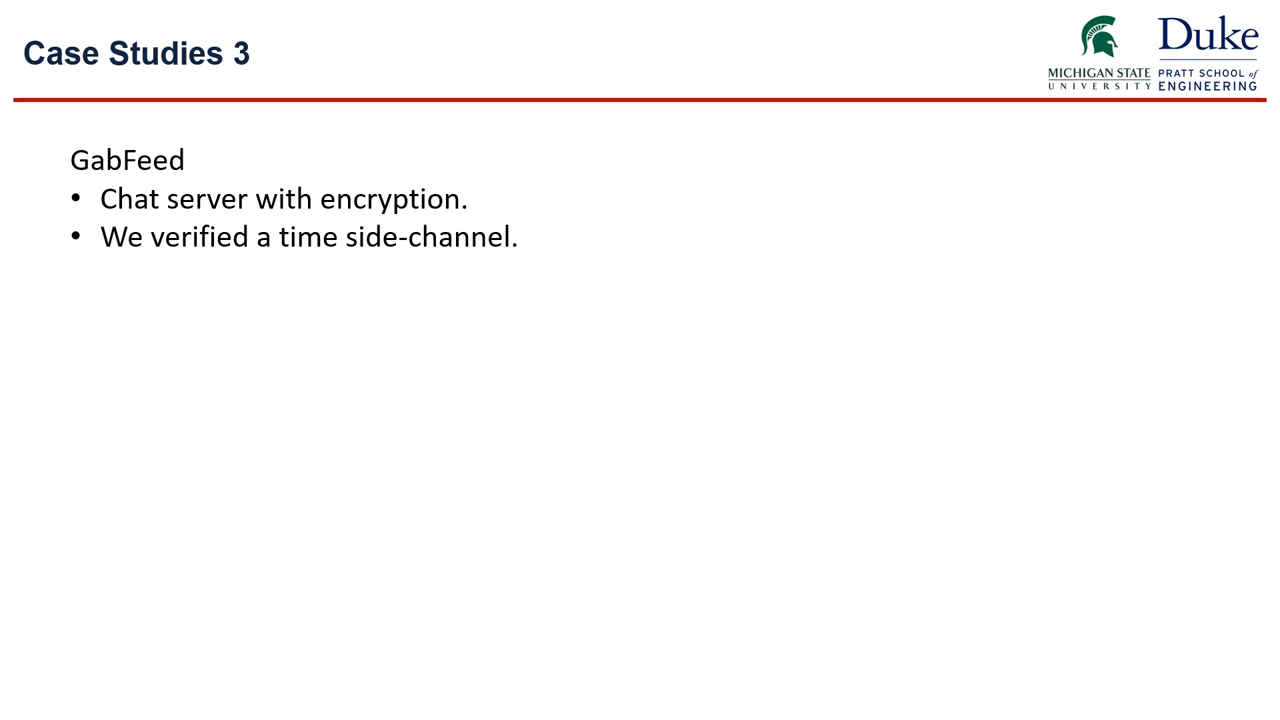 Case Studies 3
MICHIGAN STATE
UNIVERSITY
Duke
PRATT SCHOOL of
ENGINEERING
GabFeed
• Chat server with encryption.
• We verified a time side-channel.